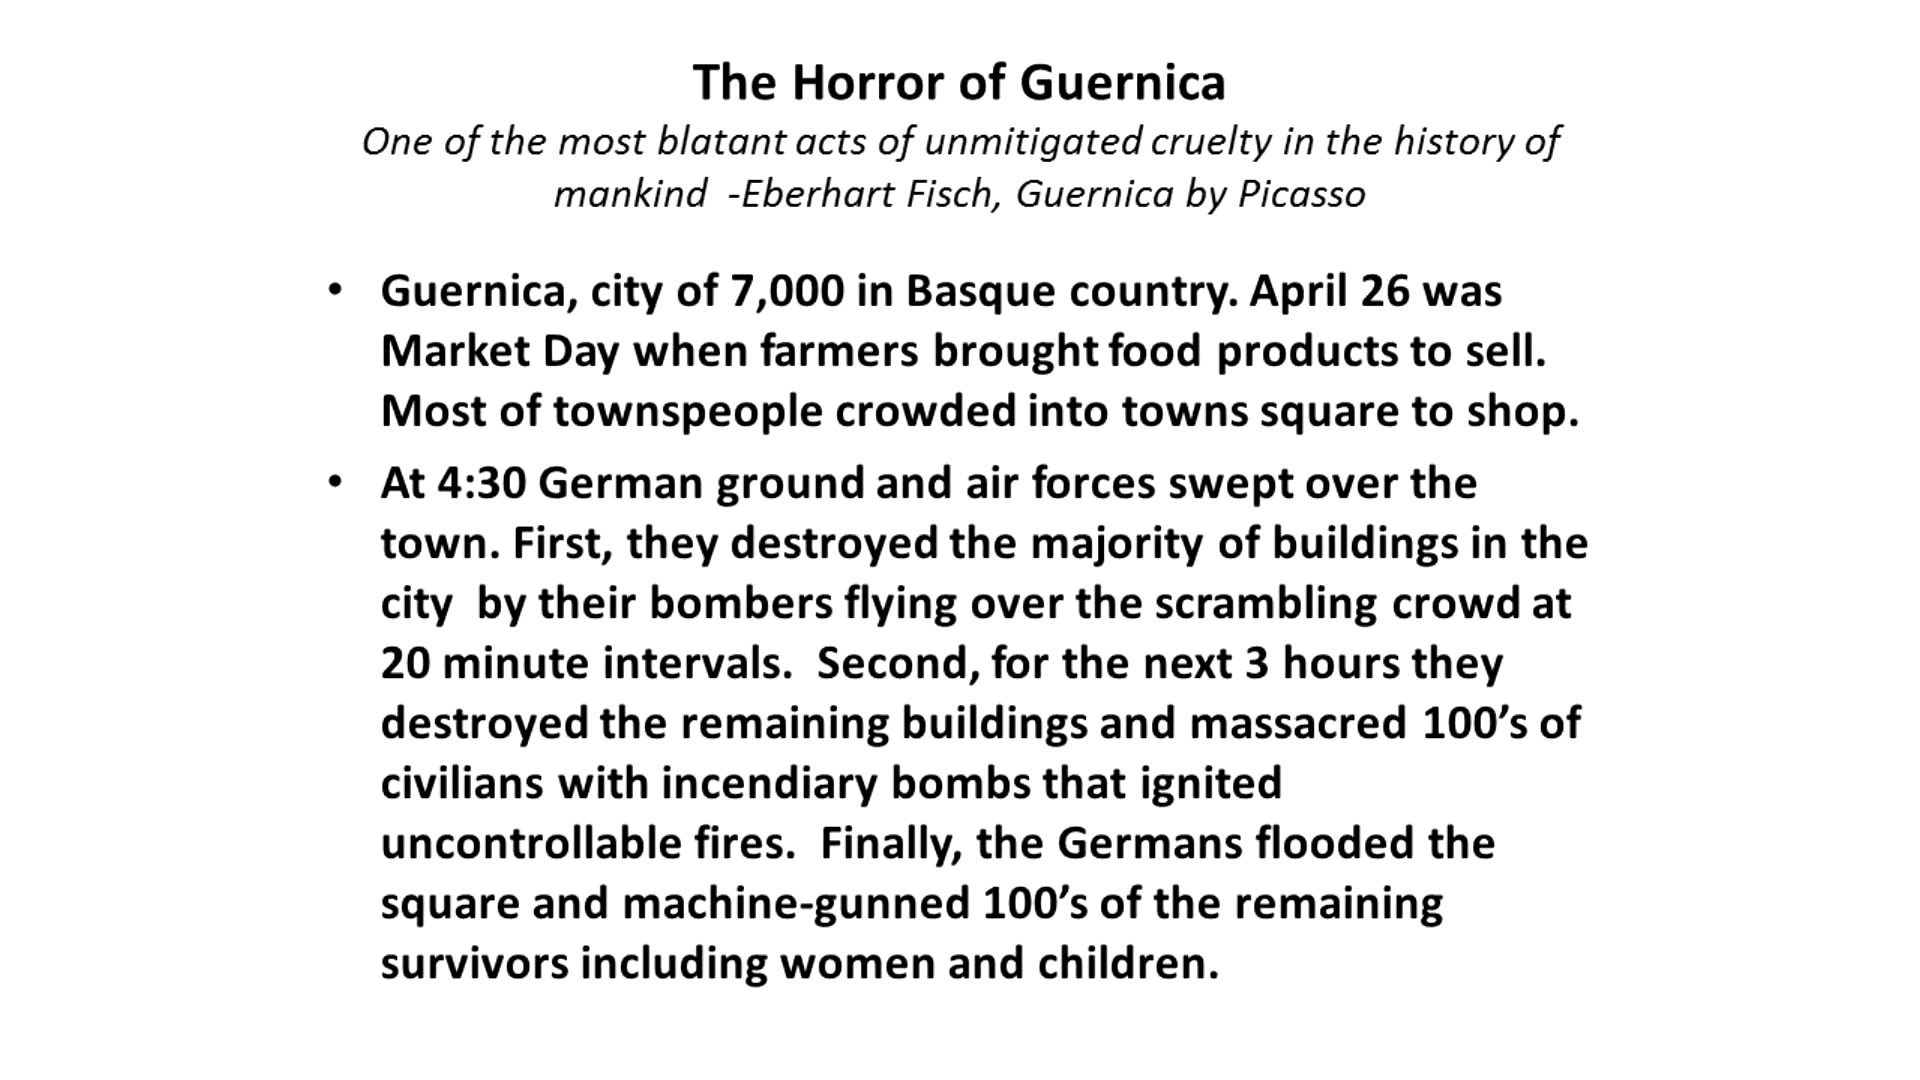 The Horror of Guernica
One of the most blatant acts of unmitigated cruelty in the history of
mankind  -Eberhart Fisch, Guernica by Picasso
• Guernica, city of 7,000 in Basque country. April 26 was
Market Day when farmers brought food products to sell.
Most of townspeople crowded into towns square to shop.
• At 4:30 German ground and air forces swept over the
town. First, they destroyed the majority of buildings in the
city  by their bombers flying over the scrambling crowd at
20 minute intervals.  Second, for the next 3 hours they
destroyed the remaining buildings and massacred 100’s of
civilians with incendiary bombs that ignited
uncontrollable fires.  Finally, the Germans flooded the
square and machine-gunned 100’s of the remaining
survivors including women and children.